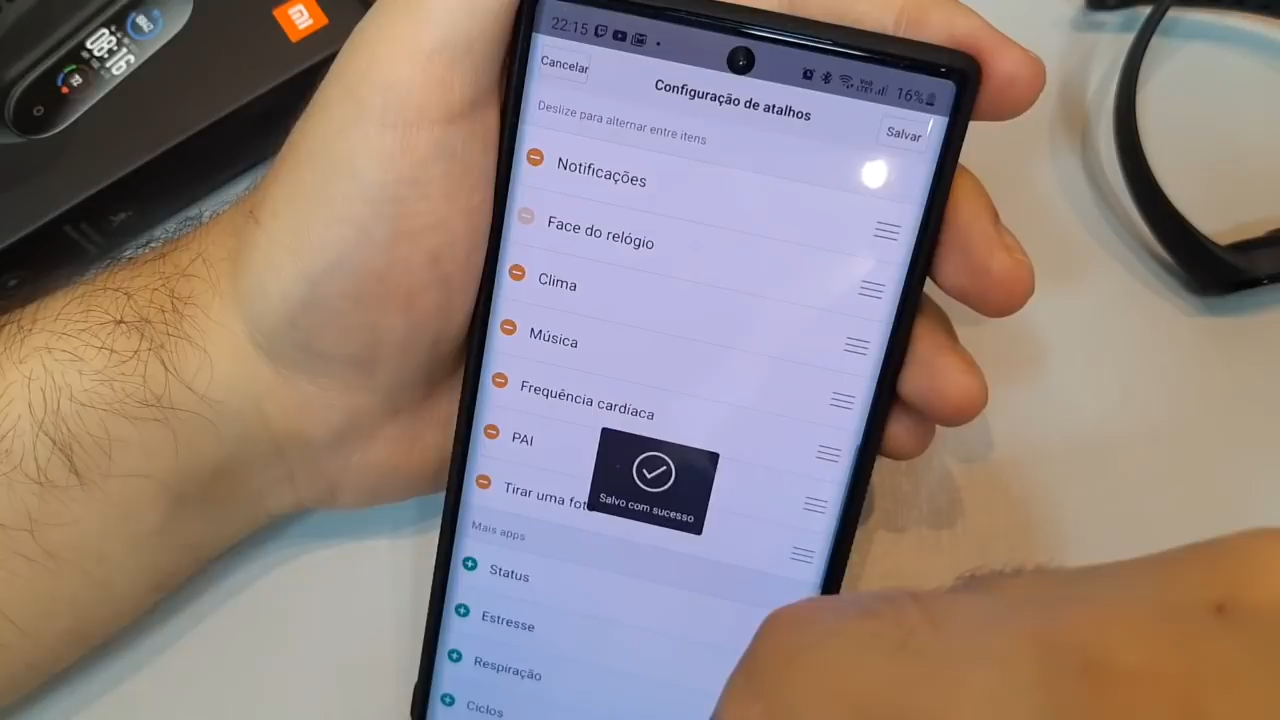 22:15
16%
Cancelar
Configuração de atalhos
Salvar
Deslize para alternar entre itens
Notificações
Face do relógio
Clima
Música
Frequência cardíaca
PAI
Tirar uma fot
Salvo com sucesso
Mais apps
Status
Estresse
Respiração
Ciclos
08:16
72